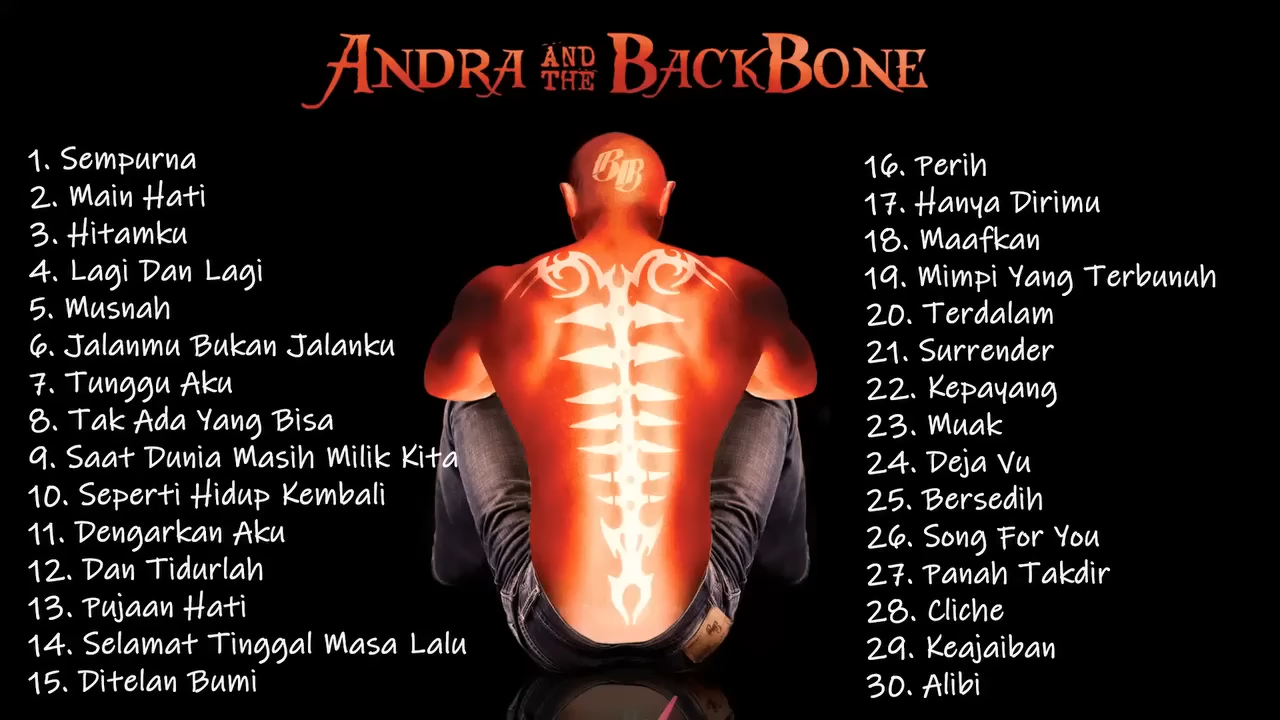 ANDRA AND THE BACKBONE
1. Sempurna
2. Main Hati
3. Hitamku
4. Lagi Dan Lagi
5. Musnah
6. Jalanmu Bukan Jalanku
7. Tunggu Aku
8. Tak Ada Yang Bisa
9. Saat Dunia Masih Milik Kita
10. Seperti Hidup Kembali
11. Dengarkan Aku
12. Dan Tidurlah
13. Pujaan Hati
14. Selamat Tinggal Masa Lalu
15. Ditelan Bumi
16. Perih
17. Hanya Dirimu
18. Maafkan
19. Mimpi Yang Terbunuh
20. Terdalam
21. Surrender
22. Kepayang
23. Muak
24. Deja Vu
25. Bersedih
26. Song For You
27. Panah Takdir
28. Cliche
29. Keajaiban
30. Alibi